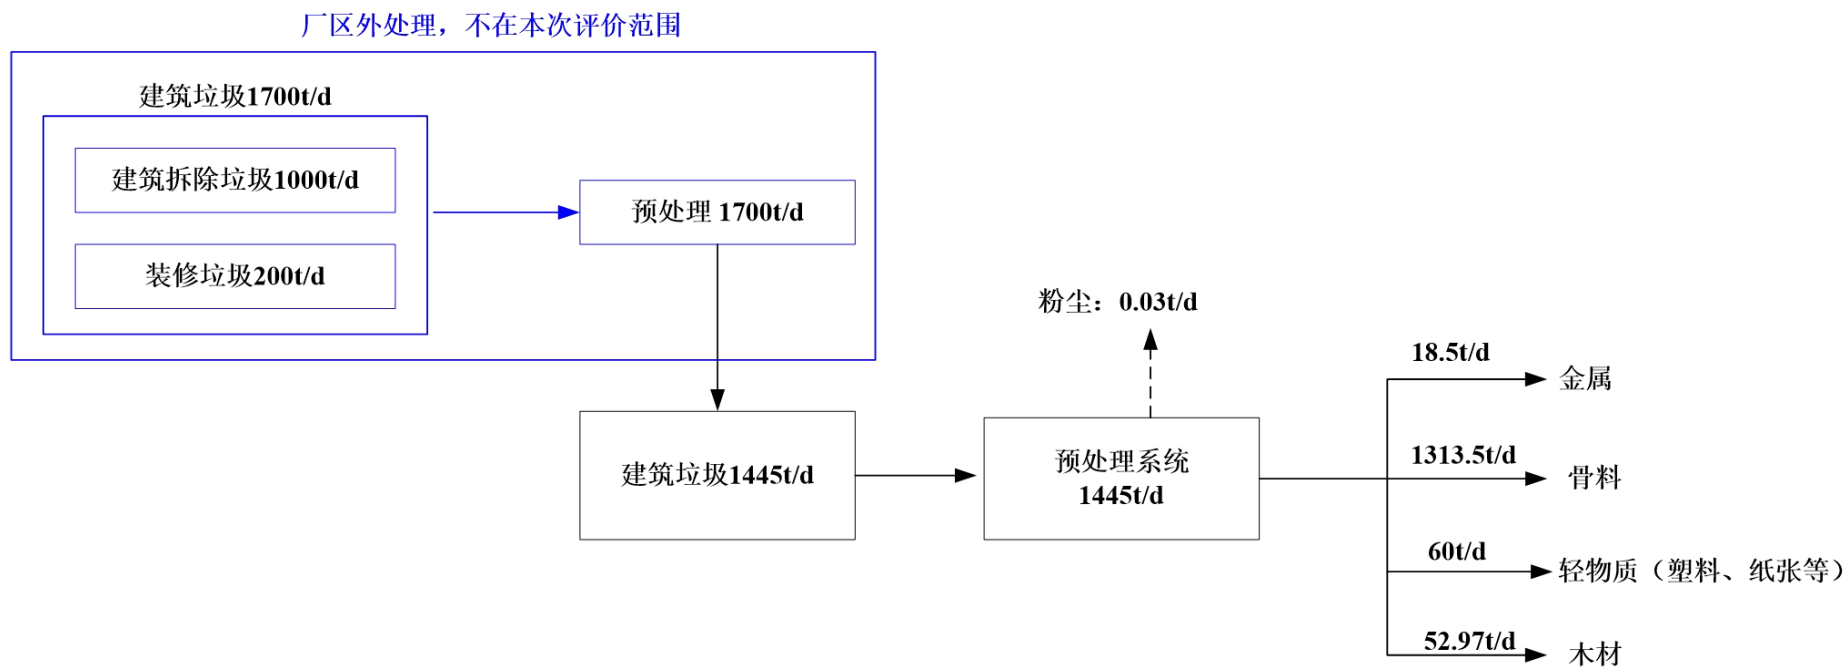 厂区外处理，不在本次评价范围
建筑垃圾1700t/d
建筑拆除垃圾1000t/d
预处理 1700t/d
装修垃圾200t/d
粉尘：0.03t/d
18.5t/d
金属
建筑垃圾1445t/d
预处理系统
1445t/d
1313.5t/d
骨料
60t/d
轻物质（塑料、纸张等）
52.97t/d
木材